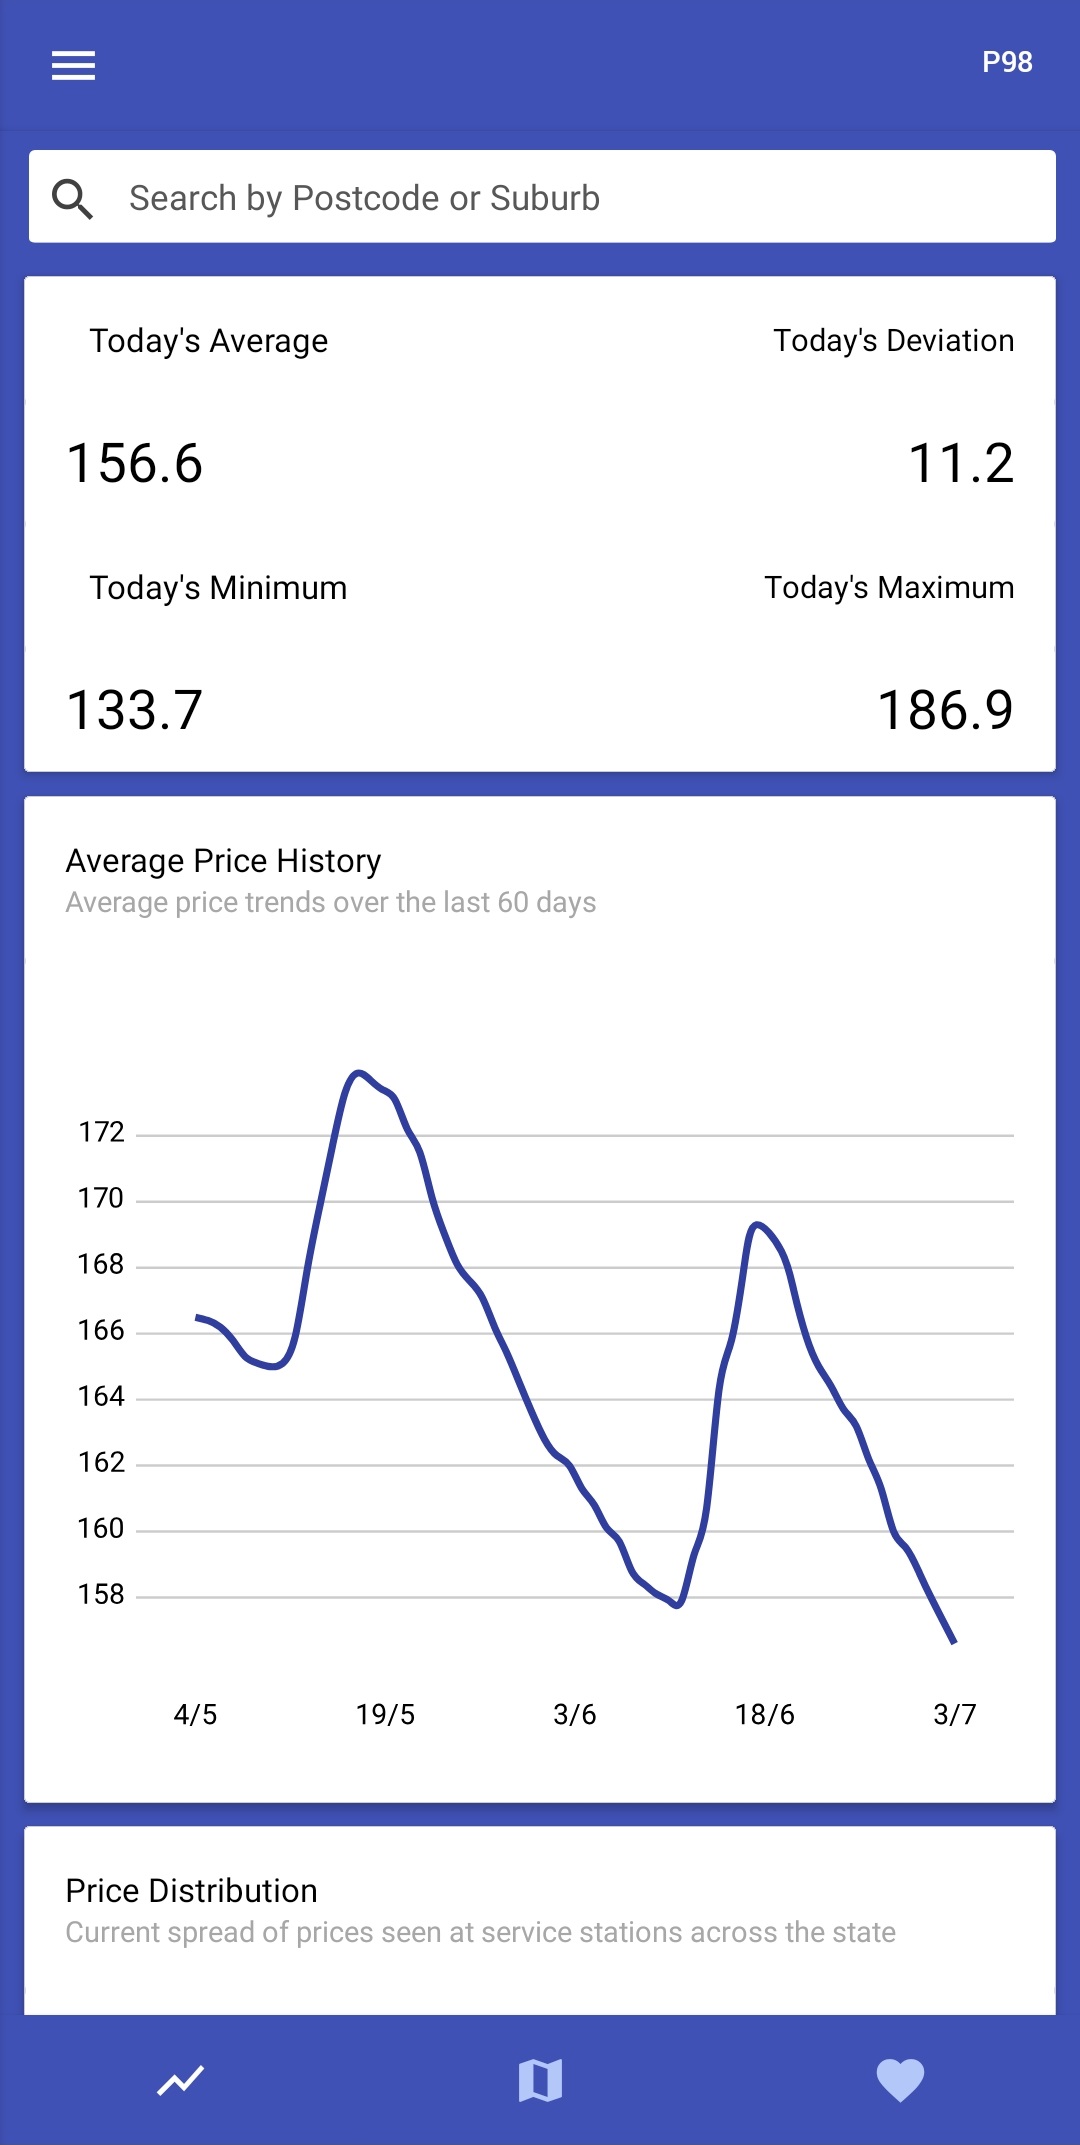 P98
Search by Postcode or Suburb
Today's Average
Today's Deviation
156.6
11.2
Today's Minimum
Today's Maximum
133.7
186.9
Average Price History
Average price trends over the last 60 days
172
170
168
166
164
162
160
158
4/5 19/5 3/6 18/6 3/7
Price Distribution
Current spread of prices seen at service stations across the state